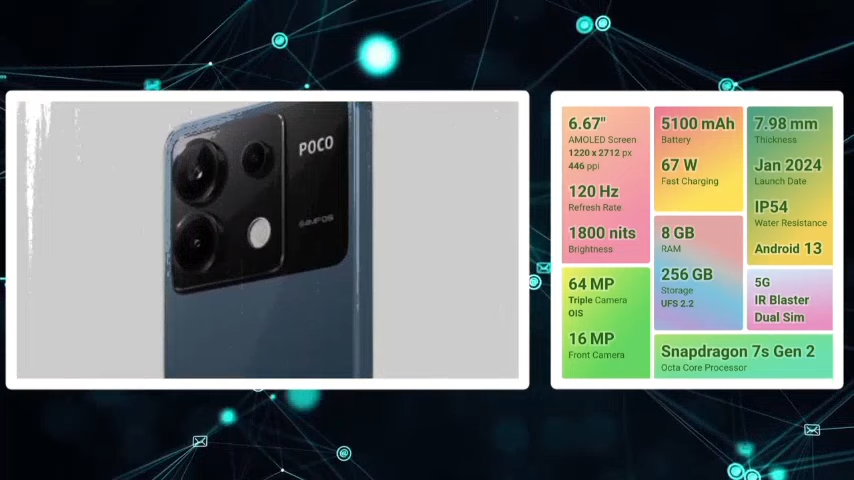 POCO
64MP OIS
6.67"
AMOLED Screen
1220 x 2712 px
446 ppi
120 Hz
Refresh Rate
1800 nits
Brightness
64 MP
Triple Camera
OIS
16 MP
Front Camera
5100 mAh
Battery
67 W
Fast Charging
8 GB
RAM
256 GB
Storage
UFS 2.2
7.98 mm
Thickness
Jan 2024
Launch Date
IP54
Water Resistance
Android 13
5G
IR Blaster
Dual Sim
Snapdragon 7s Gen 2
Octa Core Processor